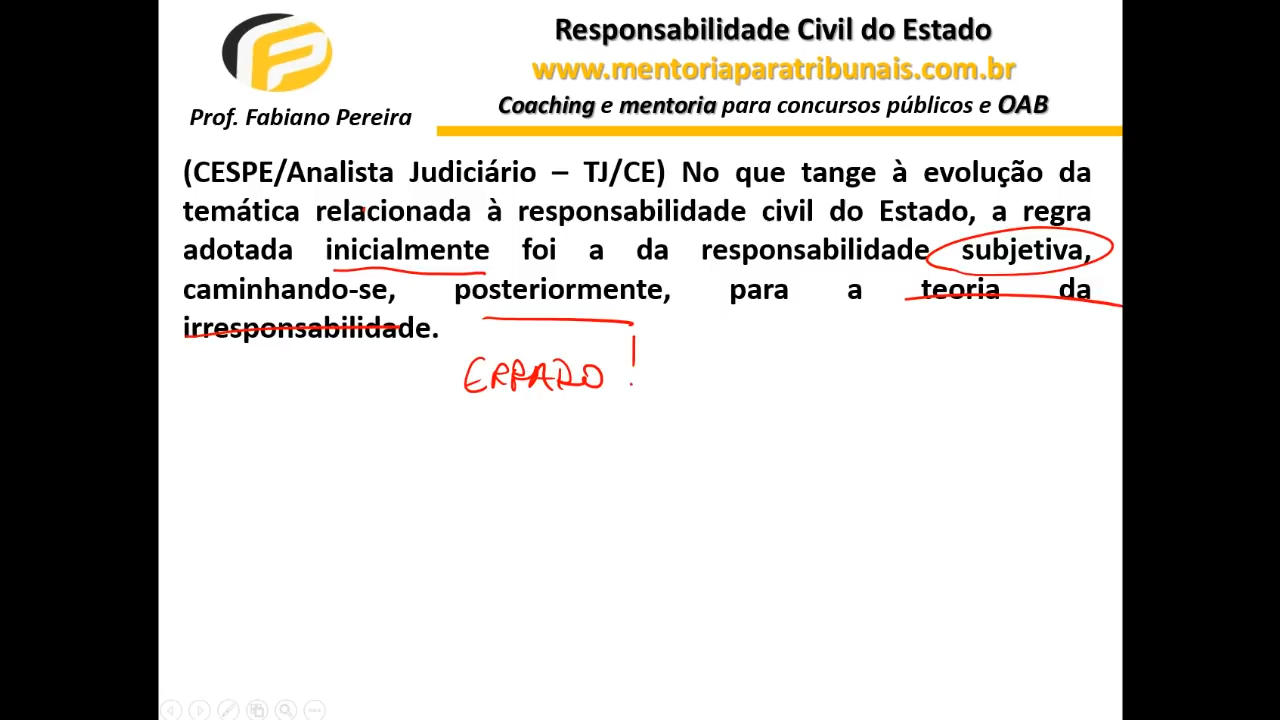 Responsabilidade Civil do Estado
www.mentoriaparatribunais.com.br
Coaching e mentoria para concursos públicos e OAB
Prof. Fabiano Pereira
(CESPE/Analista Judiciário – TJ/CE) No que tange à evolução da
temática relacionada à responsabilidade civil do Estado, a regra
adotada inicialmente foi a da responsabilidade subjetiva,
caminhando-se, posteriormente, para a teoria da
irresponsabilidade.
ERRADO !